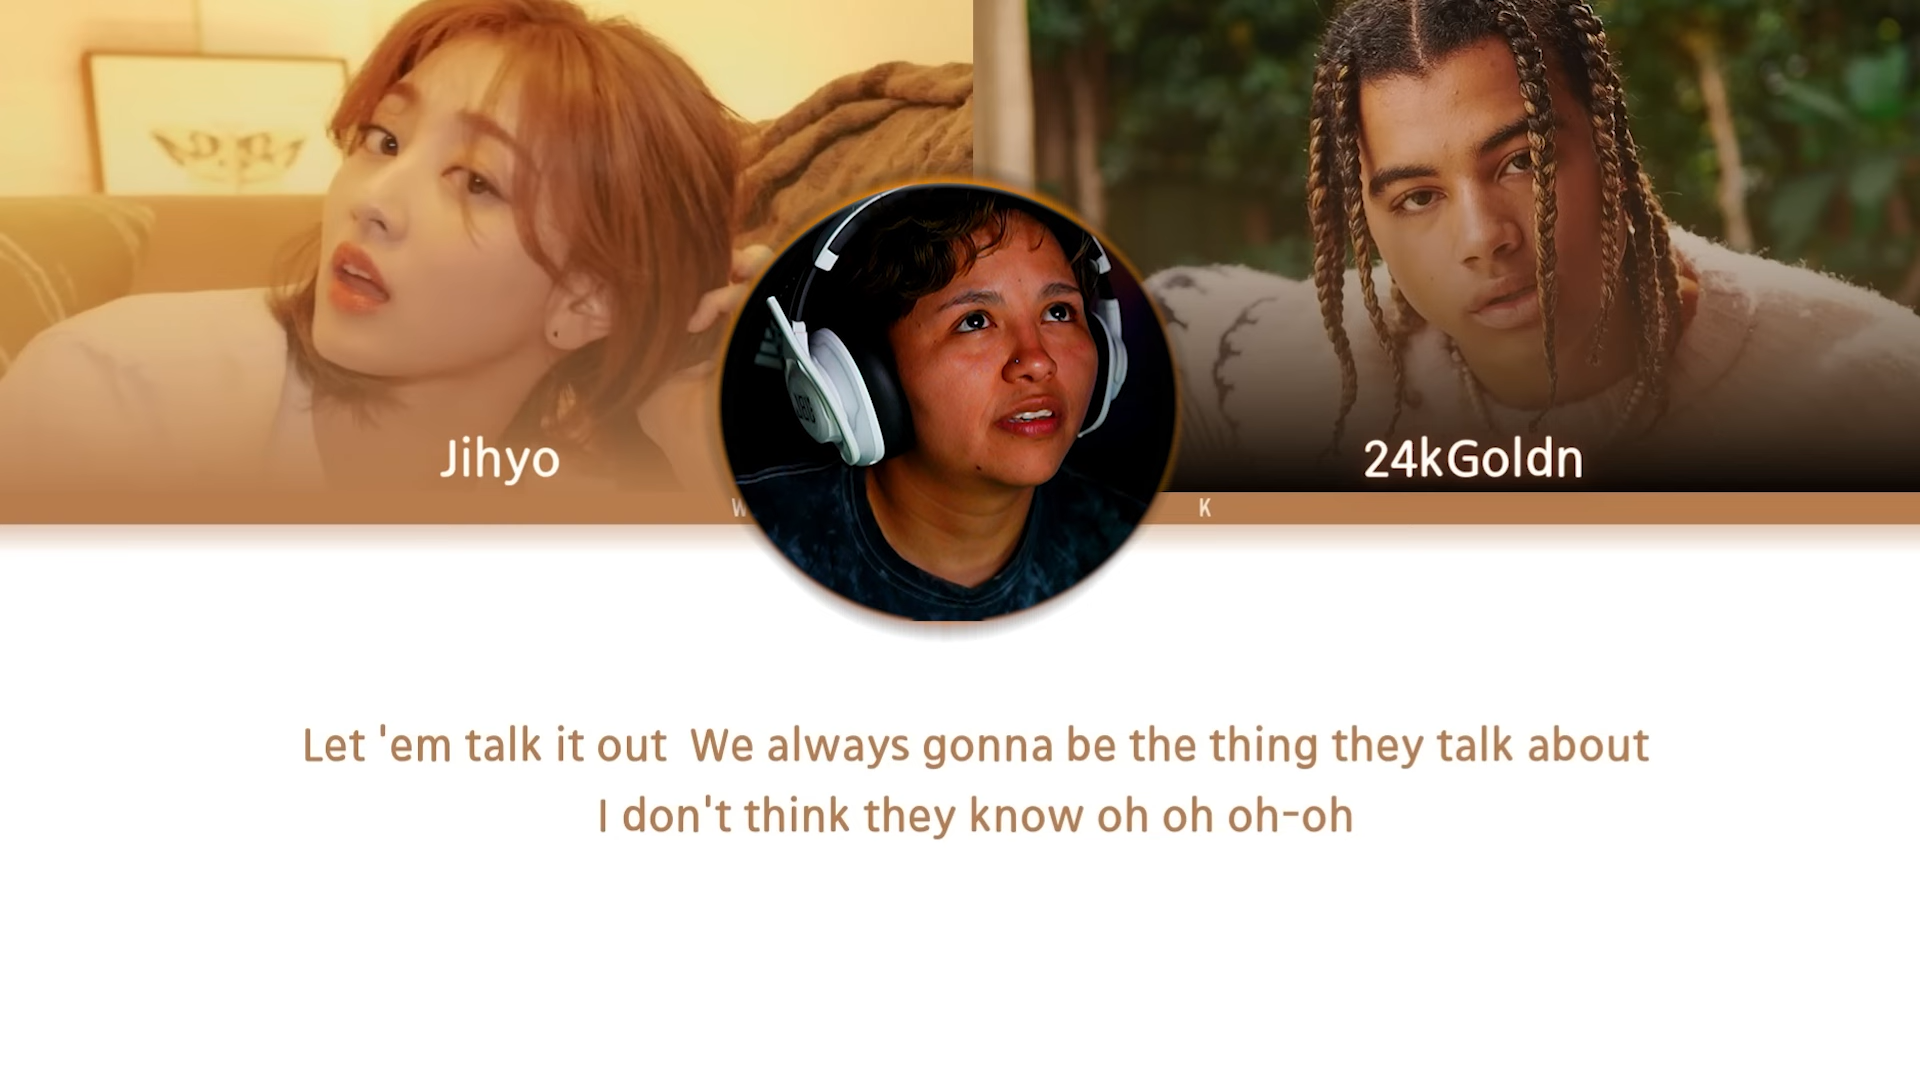 Jihyo
24kGoldn
W
K
Let 'em talk it out  We always gonna be the thing they talk about
I don't think they know oh oh oh-oh